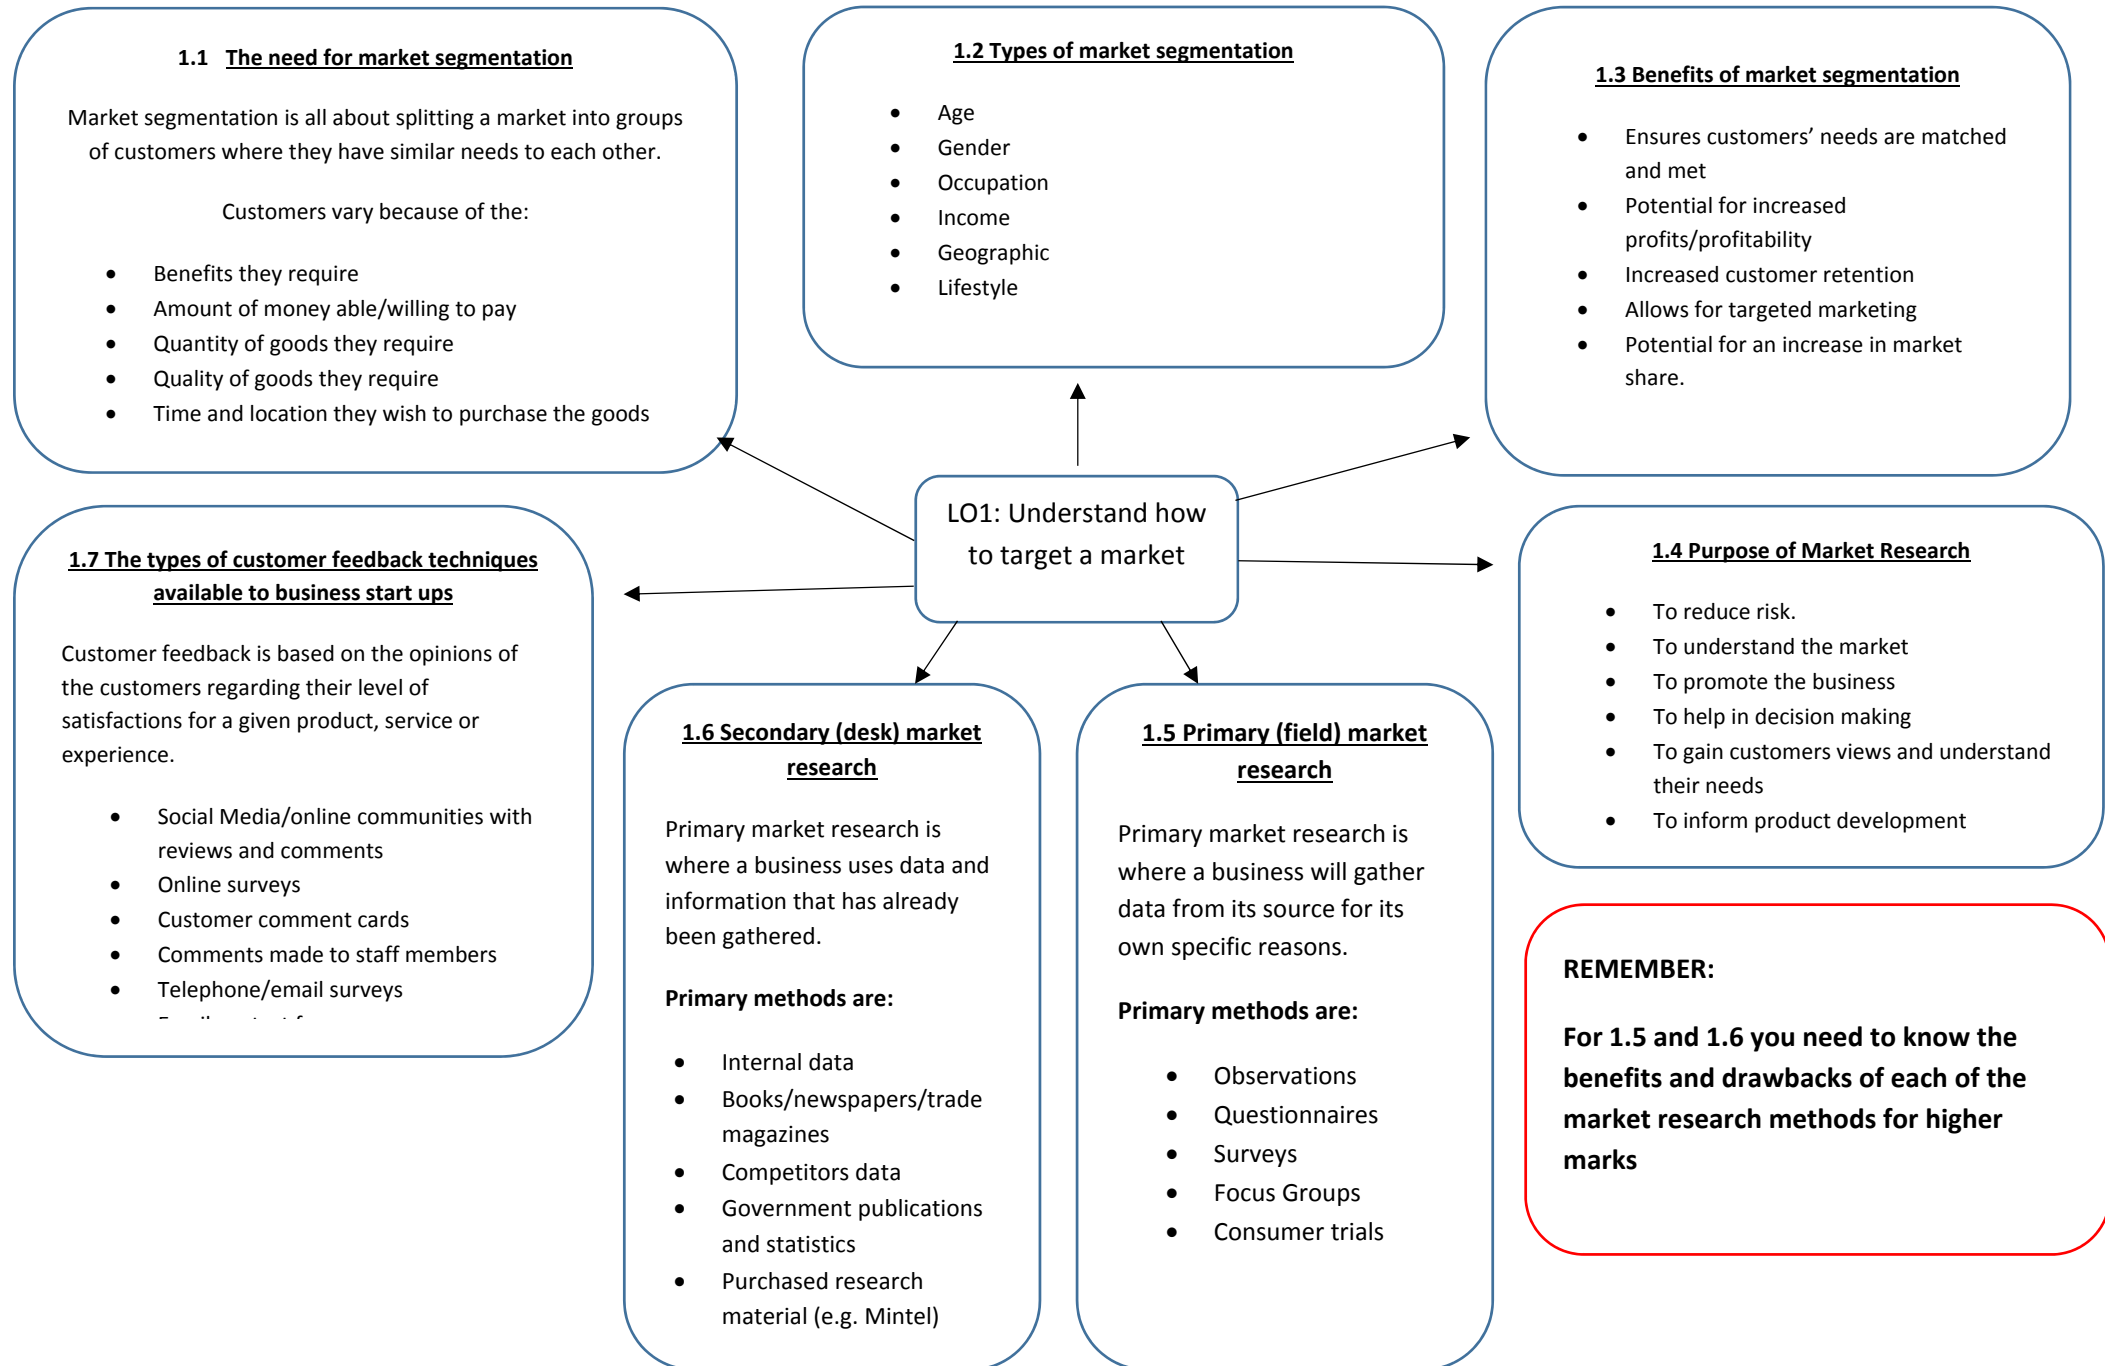 1.1 The need for market segmentation
Market segmentation is all about splitting a market into groups
of customers where they have similar needs to each other.
Customers vary because of the:
• Benefits they require
• Amount of money able/willing to pay
• Quantity of goods they require
• Quality of goods they require
• Time and location they wish to purchase the goods
1.2 Types of market segmentation
• Age
• Gender
• Occupation
• Income
• Geographic
• Lifestyle
1.3 Benefits of market segmentation
• Ensures customers’ needs are matched
and met
• Potential for increased
profits/profitability
• Increased customer retention
• Allows for targeted marketing
• Potential for an increase in market
share.
LO1: Understand how
to target a market
1.4 Purpose of Market Research
• To reduce risk.
• To understand the market
• To promote the business
• To help in decision making
• To gain customers views and understand
their needs
• To inform product development
1.7 The types of customer feedback techniques
available to business start ups
Customer feedback is based on the opinions of
the customers regarding their level of
satisfactions for a given product, service or
experience.
• Social Media/online communities with
reviews and comments
• Online surveys
• Customer comment cards
• Comments made to staff members
• Telephone/email surveys
1.6 Secondary (desk) market
research
Primary market research is
where a business uses data and
information that has already
been gathered.
Primary methods are:
• Internal data
• Books/newspapers/trade
magazines
• Competitors data
• Government publications
and statistics
• Purchased research
material (e.g. Mintel)
1.5 Primary (field) market
research
Primary market research is
where a business will gather
data from its source for its
own specific reasons.
Primary methods are:
• Observations
• Questionnaires
• Surveys
• Focus Groups
• Consumer trials
REMEMBER:
For 1.5 and 1.6 you need to know the
benefits and drawbacks of each of the
market research methods for higher
marks